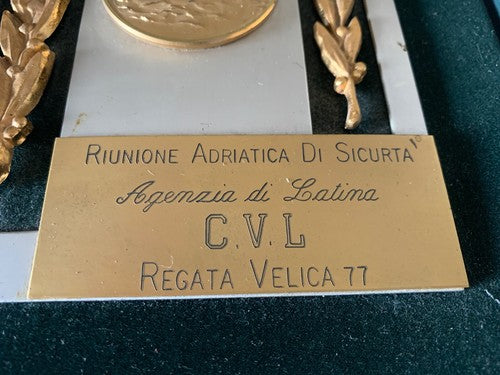 RIUNIONE ADRIATICA DI SICURTA'
Agenzia di Latina
C.V.L
REGATA VELICA 77